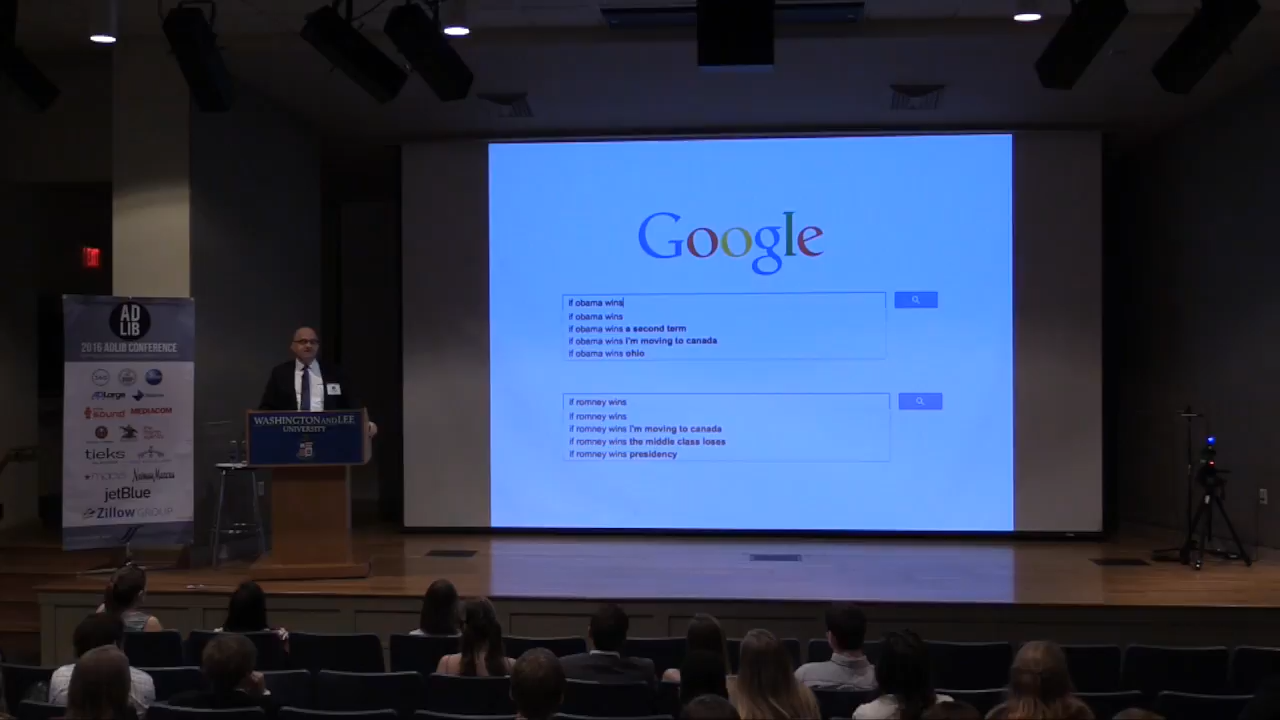 Google
if obama wins
if obama wins
if obama wins a second term
if obama wins i'm moving to canada
if obama wins ohio
if romney wins
if romney wins
if romney wins i'm moving to canada
if romney wins the middle class loses
if romney wins presidency
AD
LIB
2016 ADLIB CONFERENCE
sound
MEDIACOM
tieks
macys
Neiman Marcus
jetBlue
Zillow GROUP
WASHINGTON AND LEE
UNIVERSITY